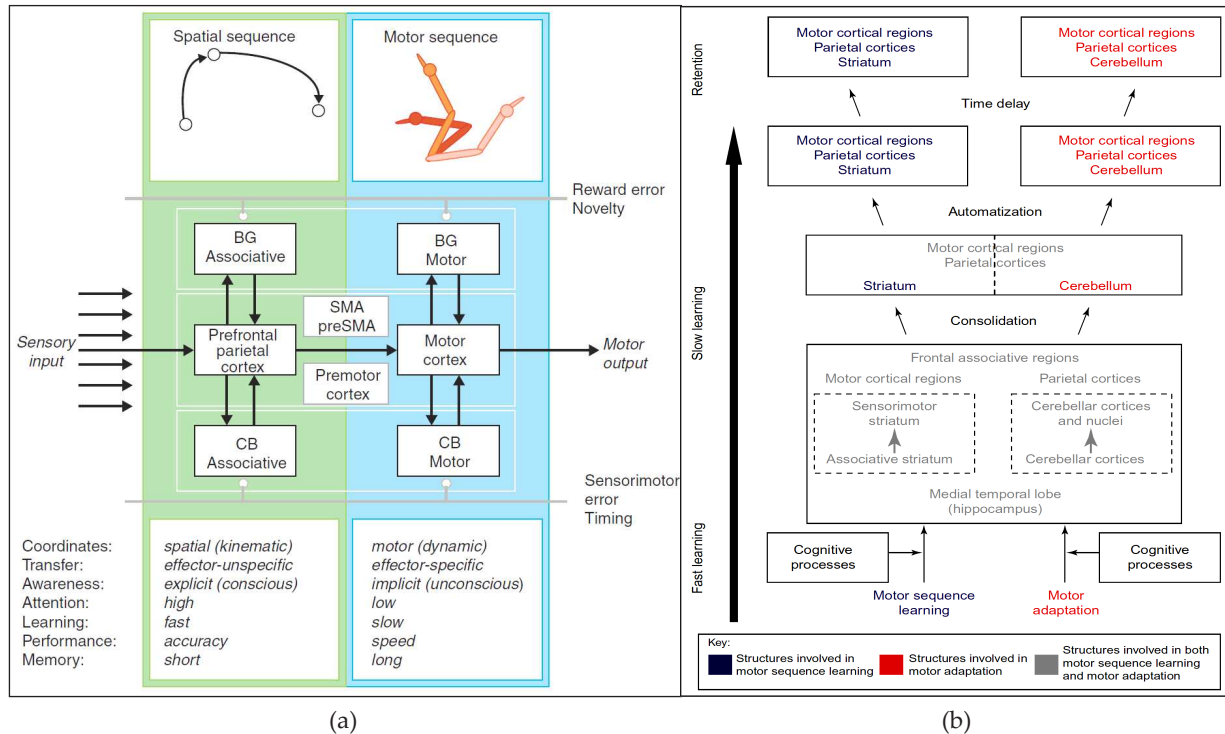 Spatial sequence
Motor sequence
Reward error
Novelty
BG
Associative
BG
Motor
SMA
preSMA
Sensory
input
Prefrontal
parietal
cortex
Motor
cortex
Motor
output
Premotor
cortex
CB
Associative
CB
Motor
Sensorimotor
error
Timing
Coordinates: spatial (kinematic) motor (dynamic)
Transfer: effector-unspecific effector-specific
Awareness: explicit (conscious) implicit (unconscious)
Attention: high low
Learning: fast slow
Performance: accuracy speed
Memory: short long
(a)
Retention
Slow learning
Fast learning
Motor cortical regions
Parietal cortices
Striatum
Motor cortical regions
Parietal cortices
Cerebellum
Time delay
Motor cortical regions
Parietal cortices
Striatum
Motor cortical regions
Parietal cortices
Cerebellum
Automatization
Motor cortical regions
Parietal cortices
Striatum
Cerebellum
Consolidation
Frontal associative regions
Motor cortical regions
Parietal cortices
Sensorimotor
striatum
Associative striatum
Cerebellar cortices
and nuclei
Cerebellar cortices
Medial temporal lobe
(hippocampus)
Cognitive
processes
Cognitive
processes
Motor sequence
learning
Motor
adaptation
Key:
Structures involved in
motor sequence learning
Structures involved in
motor adaptation
Structures involved in both
motor sequence learning
and motor adaptation
(b)